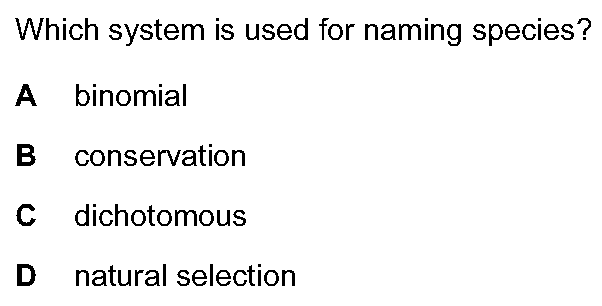 Which system is used for naming species?
A binomial
B conservation
C dichotomous
D natural selection